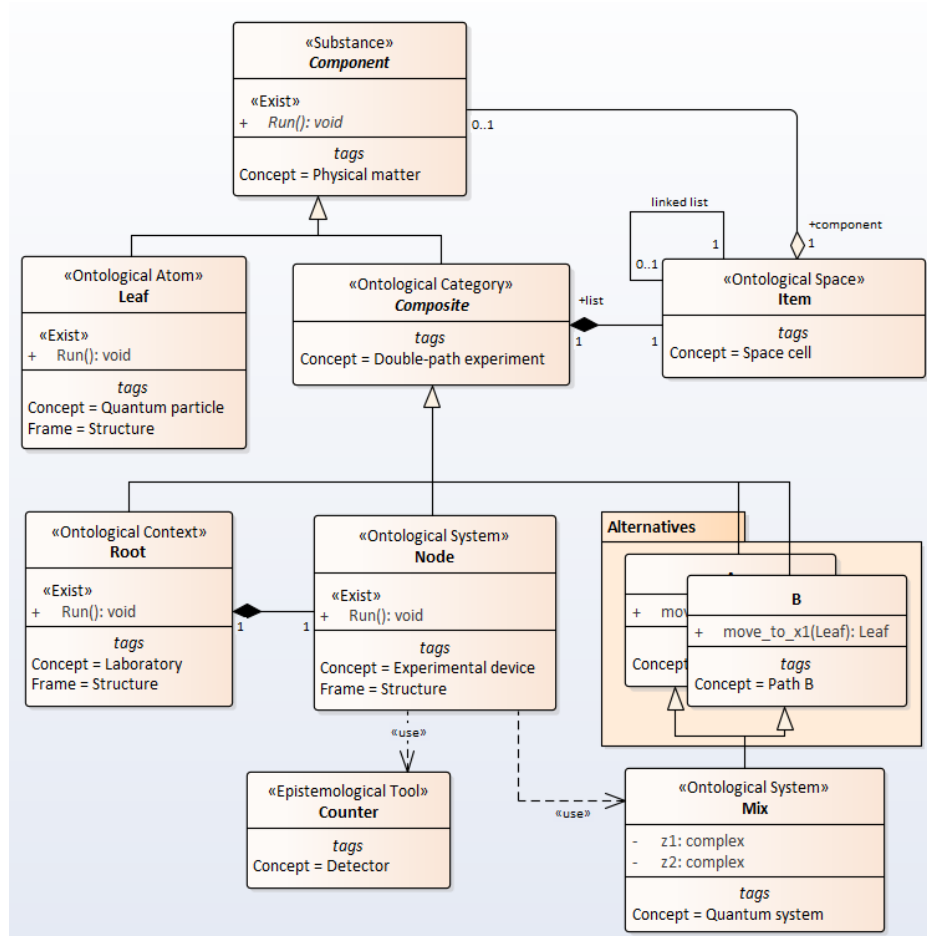 «Substance»
Component
«Exist»
+ Run(): void
tags
Concept = Physical matter
0..1
linked list
1
0..1
+component
1
«Ontological Atom»
Leaf
«Exist»
+ Run(): void
tags
Concept = Quantum particle
Frame = Structure
«Ontological Category»
Composite
tags
Concept = Double-path experiment
+list
1
1
«Ontological Space»
Item
tags
Concept = Space cell
«Ontological Context»
Root
«Exist»
+ Run(): void
tags
Concept = Laboratory
Frame = Structure
1
1
«Ontological System»
Node
«Exist»
+ Run(): void
tags
Concept = Experimental device
Frame = Structure
Alternatives
+
Concept
B
+ move_to_x1(Leaf): Leaf
tags
Concept = Path B
«use»
«use»
«Epistemological Tool»
Counter
tags
Concept = Detector
«Ontological System»
Mix
- z1: complex
- z2: complex
tags
Concept = Quantum system